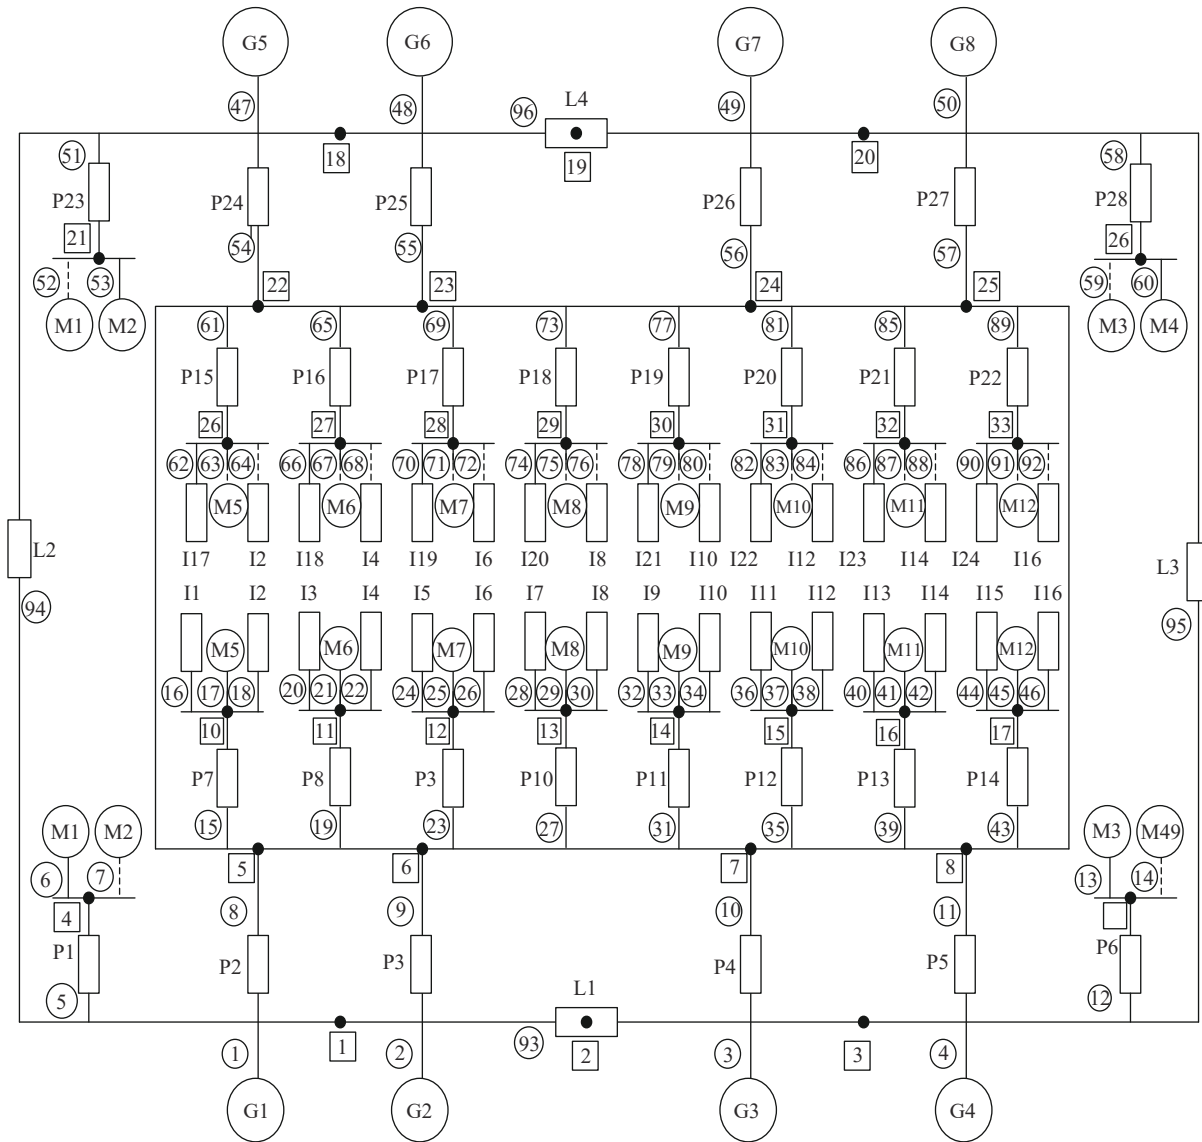 G5 G6 G7 G8
47 48 96 L4 49 50
51 18 19 20 58
P23 P24 P25 P26 P27 P28
21 54 55 56 57 26
52 53 22 23 24 25 59 60
M1 M2 61 65 69 73 77 81 85 89 M3 M4
P15 P16 P17 P18 P19 P20 P21 P22
26 27 28 29 30 31 32 33
62 63 64 66 67 68 70 71 72 74 75 76 78 79 80 82 83 84 86 87 88 90 91 92
M5 M6 M7 M8 M9 M10 M11 M12
L2 I17 I2 I18 I4 I19 I6 I20 I8 I21 I10 I22 I12 I23 I14 I24 I16 L3
94 I1 I2 I3 I4 I5 I6 I7 I8 I9 I10 I11 I12 I13 I14 I15 I16 95
M5 M6 M7 M8 M9 M10 M11 M12
16 17 18 20 21 22 24 25 26 28 29 30 32 33 34 36 37 38 40 41 42 44 45 46
10 11 12 13 14 15 16 17
P7 P8 P3 P10 P11 P12 P13 P14
M1 M2 15 19 23 27 31 35 39 43 M3 M49
6 7 5 6 7 8 13 14
4 8 9 10 11
P1 P2 P3 P4 P5 P6
5 L1 12
1 1 2 93 2 3 3 4
G1 G2 G3 G4